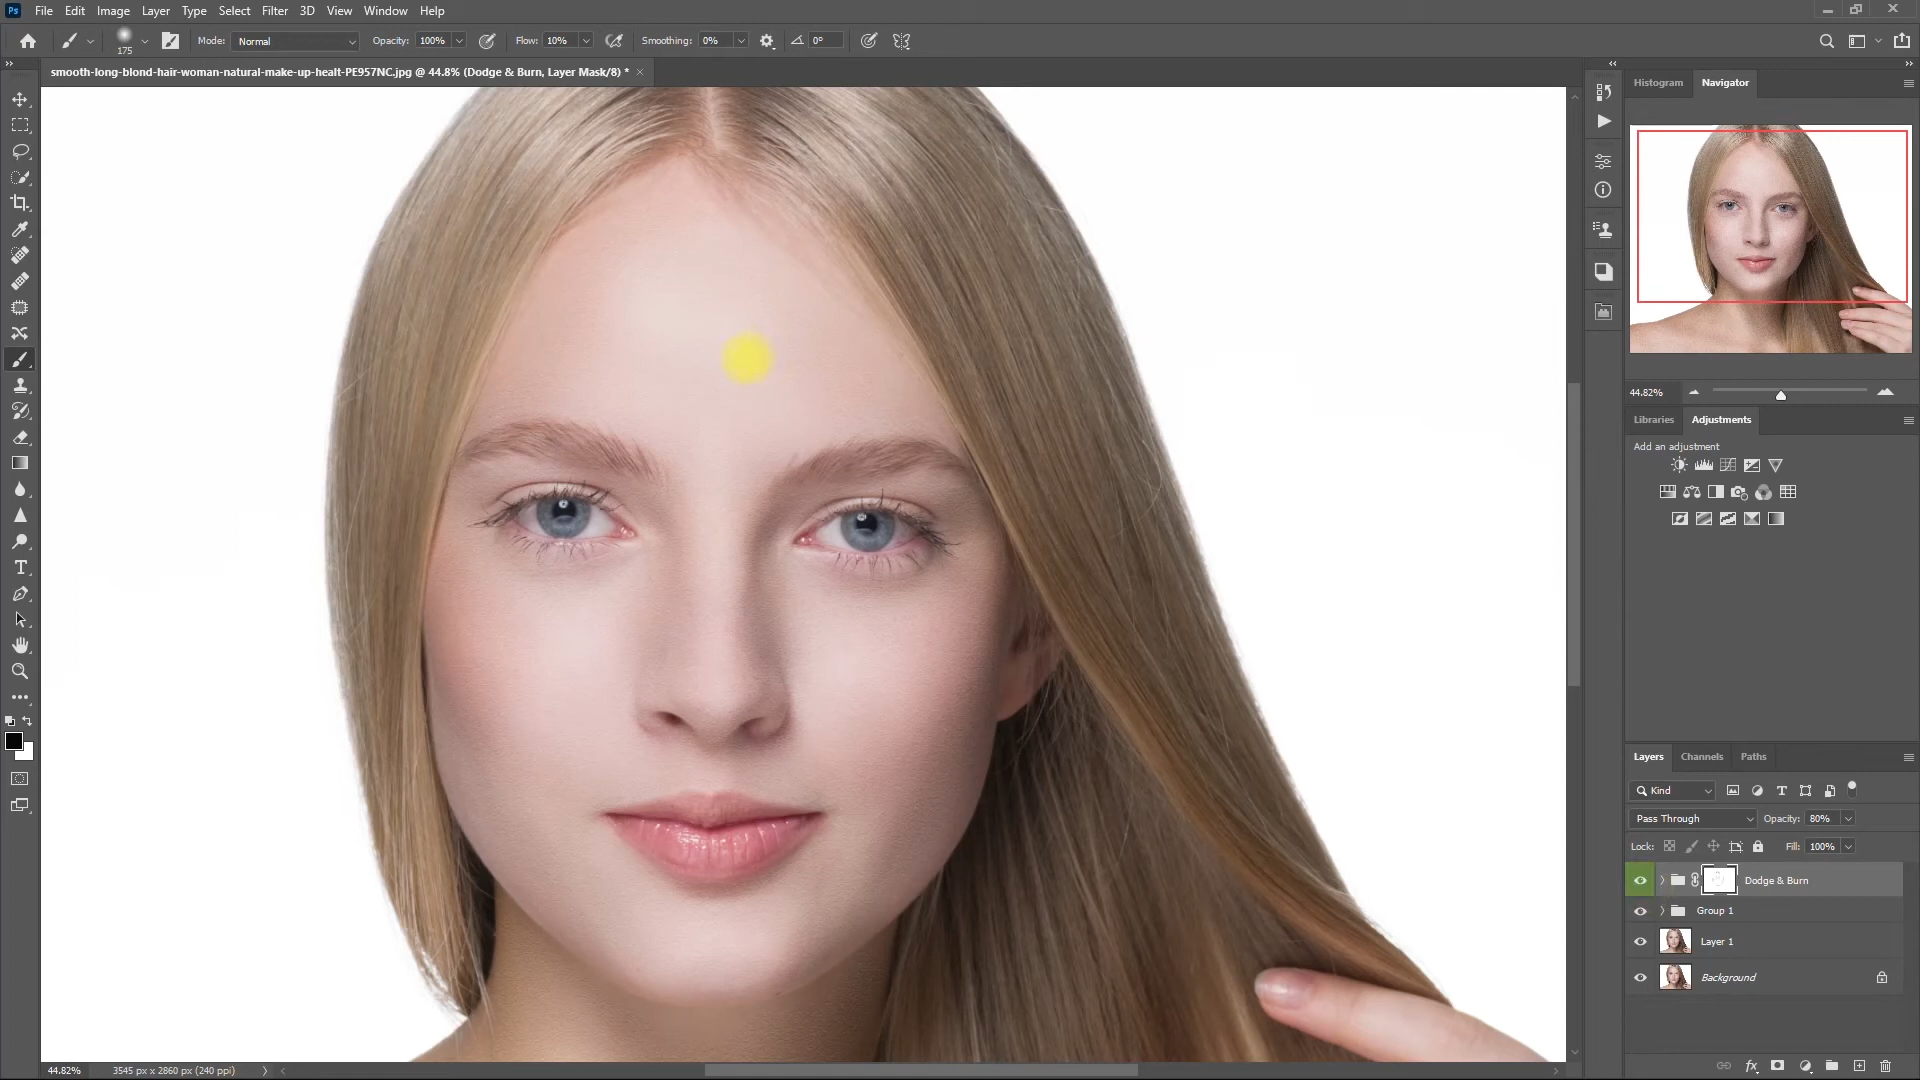 Ps File Edit Image Layer Type Select Filter 3D View Window Help
175 Mode: Normal Opacity: 100% Flow: 10% Smoothing: 0% 0°
smooth-long-blond-hair-woman-natural-make-up-healt-PE957NC.jpg @ 44.8% (Dodge & Burn, Layer Mask/8) *
Histogram Navigator
44.82%
Libraries Adjustments
Add an adjustment
Layers Channels Paths
Kind
Pass Through Opacity: 80%
Lock: Fill: 100%
Dodge & Burn
Group 1
Layer 1
Background
44.82% 3545 px x 2860 px (240 ppi)